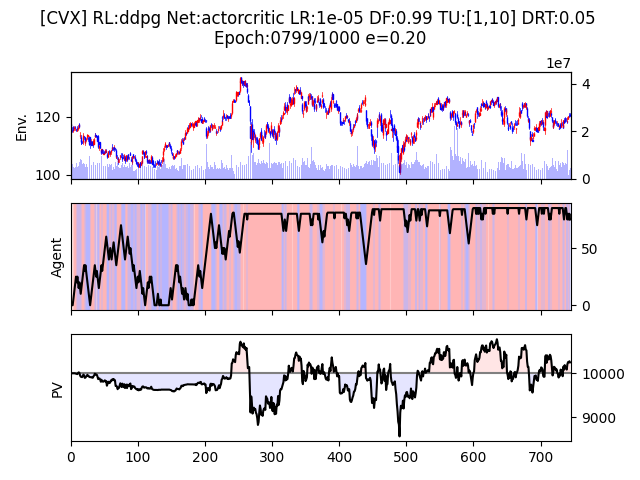 [CVX] RL:ddpg Net:actorcritic LR:1e-05 DF:0.99 TU:[1,10] DRT:0.05
Epoch:0799/1000 e=0.20
1e7
Env.
120
100
4
2
0
Agent
50
0
PV
10000
9000
0
100
200
300
400
500
600
700